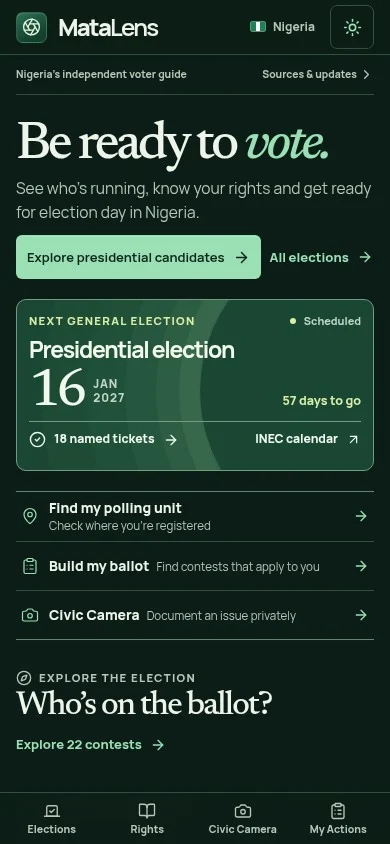 MataLens
Nigeria
Nigeria's independent voter guide
Sources & updates
Be ready to vote.
See who's running, know your rights and get ready
for election day in Nigeria.
Explore presidential candidates
All elections
NEXT GENERAL ELECTION
Scheduled
Presidential election
16 JAN
2027
57 days to go
18 named tickets
INEC calendar
Find my polling unit
Check where you're registered
Build my ballot Find contests that apply to you
Civic Camera Document an issue privately
EXPLORE THE ELECTION
Who's on the ballot?
Explore 22 contests
Elections
Rights
Civic Camera
My Actions